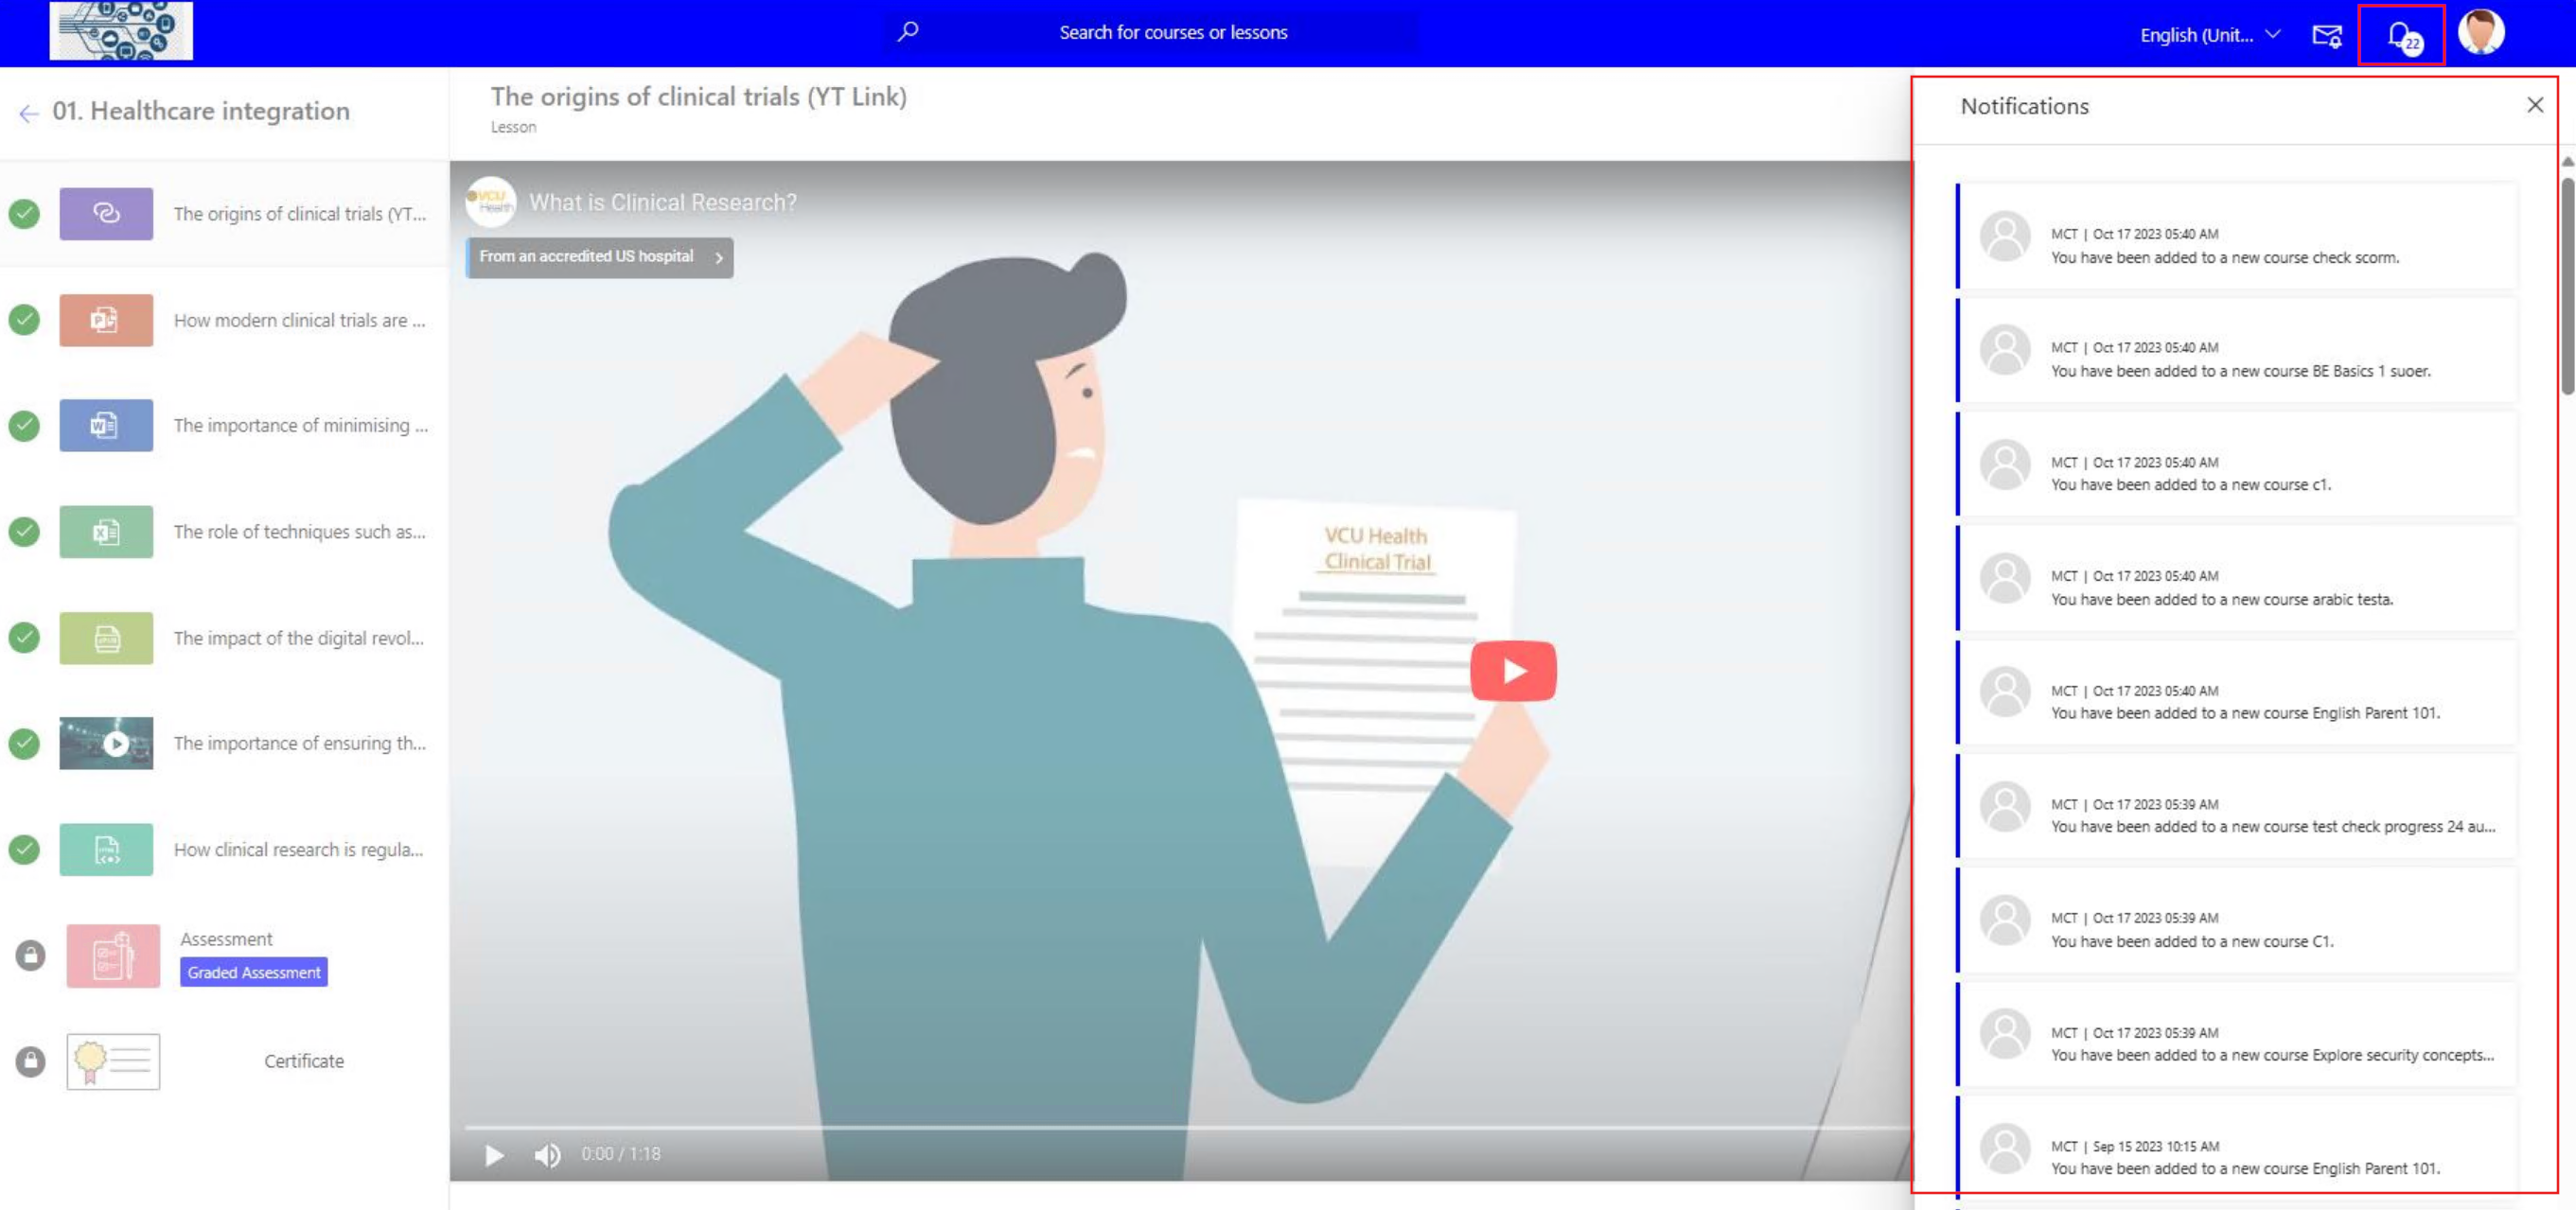 Search for courses or lessons
English (Unit...
22
01. Healthcare integration
The origins of clinical trials (YT...
How modern clinical trials are ...
The importance of minimising ...
The role of techniques such as...
The impact of the digital revol...
The importance of ensuring th...
How clinical research is regula...
Assessment
Graded Assessment
Certificate
The origins of clinical trials (YT Link)
Lesson
VCU
Health
What is Clinical Research?
From an accredited US hospital
VCU Health
Clinical Trial
0:00 / 1:18
Notifications
MCT | Oct 17 2023 05:40 AM
You have been added to a new course check scorm.
MCT | Oct 17 2023 05:40 AM
You have been added to a new course BE Basics 1 suoer.
MCT | Oct 17 2023 05:40 AM
You have been added to a new course c1.
MCT | Oct 17 2023 05:40 AM
You have been added to a new course arabic testa.
MCT | Oct 17 2023 05:40 AM
You have been added to a new course English Parent 101.
MCT | Oct 17 2023 05:39 AM
You have been added to a new course test check progress 24 au...
MCT | Oct 17 2023 05:39 AM
You have been added to a new course C1.
MCT | Oct 17 2023 05:39 AM
You have been added to a new course Explore security concepts...
MCT | Sep 15 2023 10:15 AM
You have been added to a new course English Parent 101.